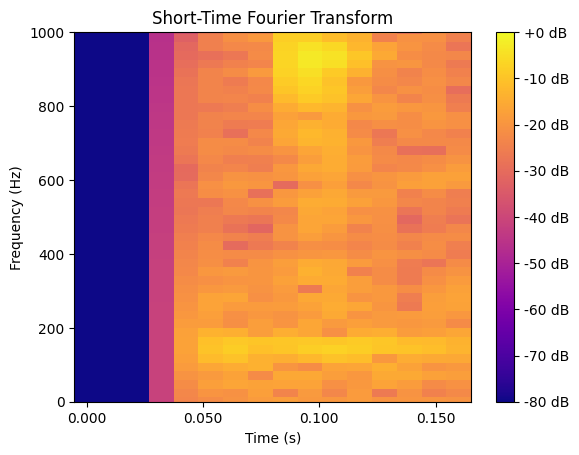 Short-Time Fourier Transform
1000
800
600
400
200
0
Frequency (Hz)
0.000
0.050
0.100
0.150
Time (s)
+0 dB
-10 dB
-20 dB
-30 dB
-40 dB
-50 dB
-60 dB
-70 dB
-80 dB